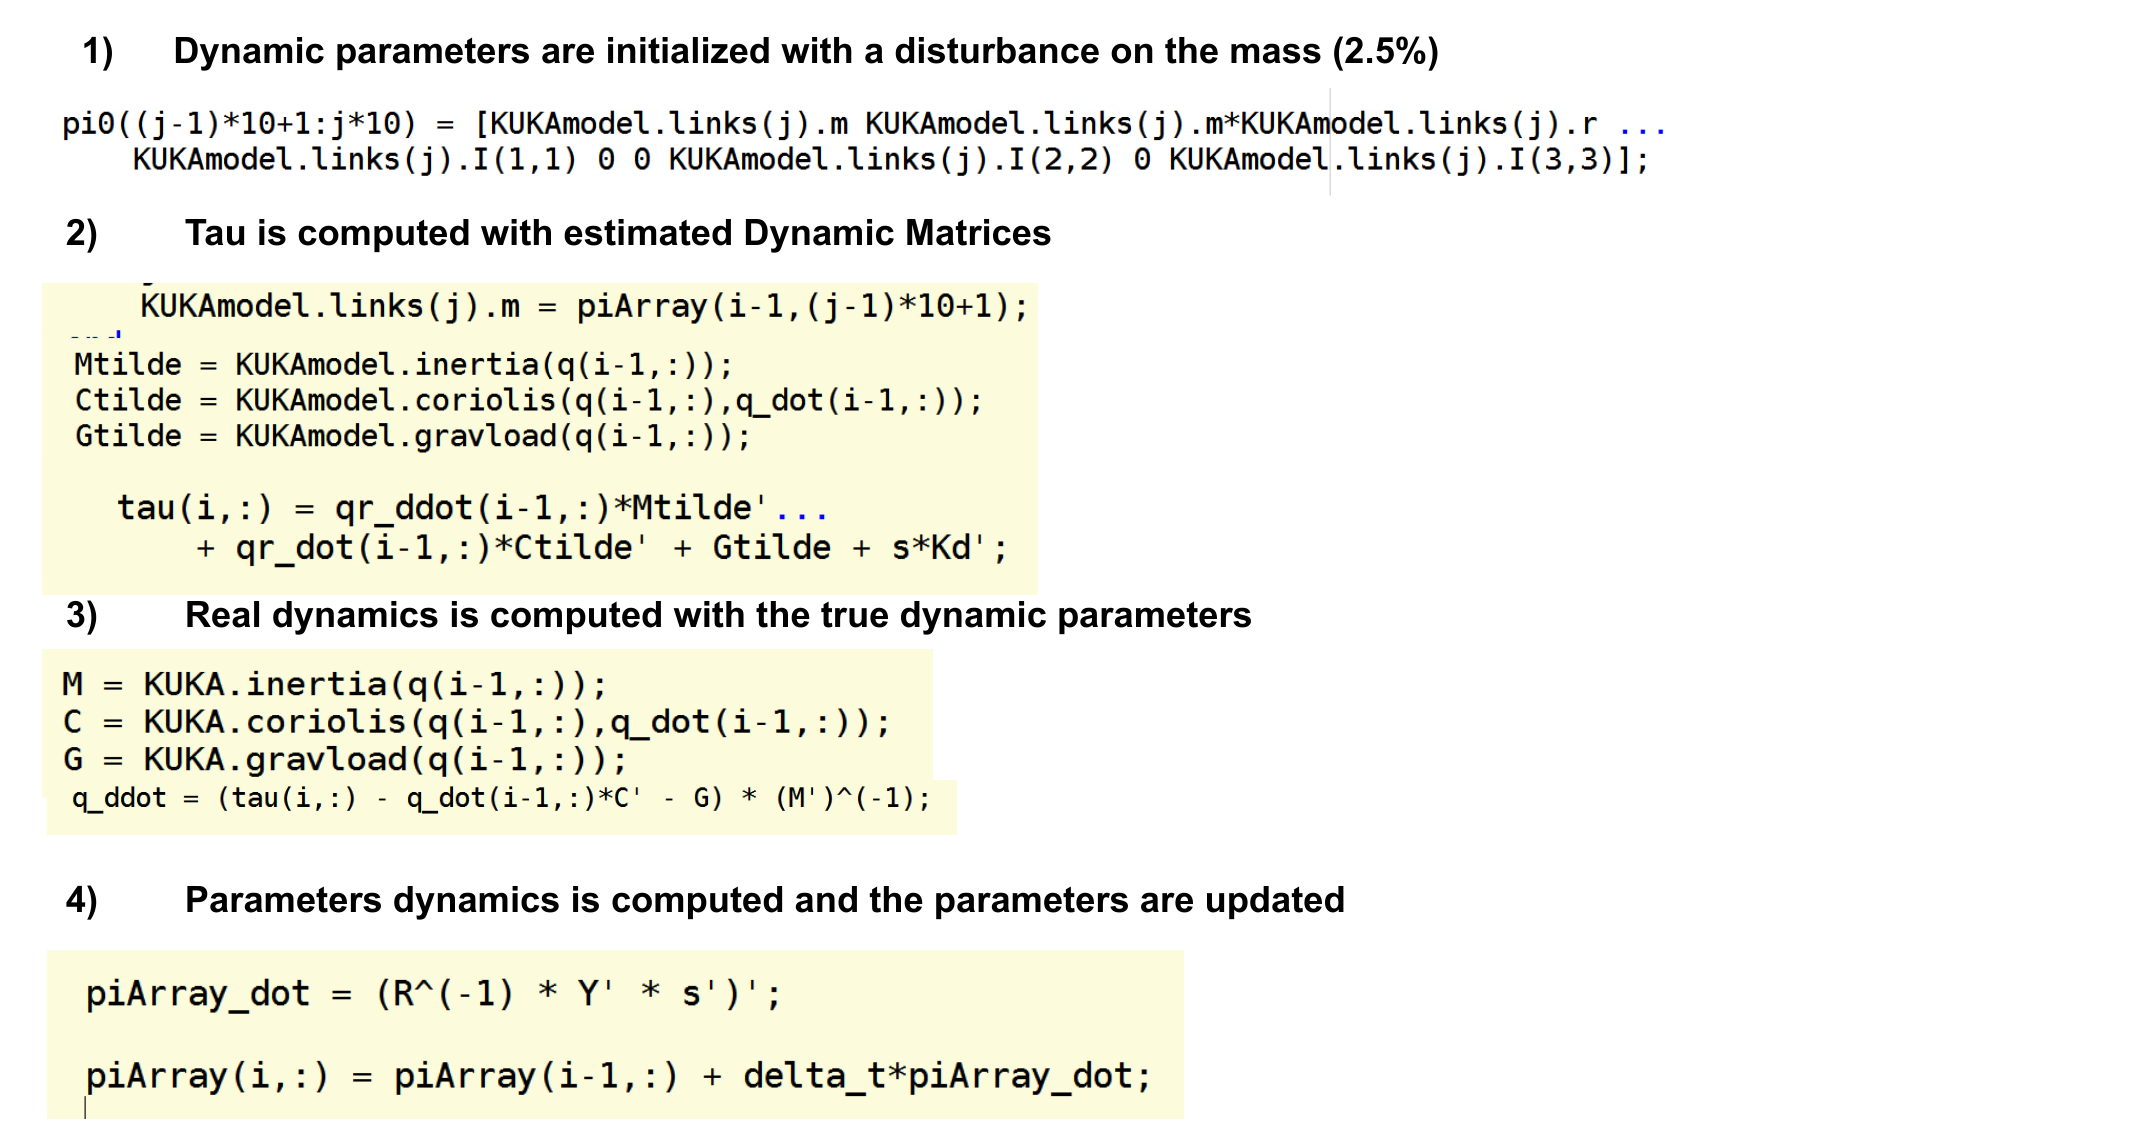 1) Dynamic parameters are initialized with a disturbance on the mass (2.5%)
pi0((j-1)*10+1:j*10) = [KUKAmodel.links(j).m KUKAmodel.links(j).m*KUKAmodel.links(j).r ...
KUKAmodel.links(j).I(1,1) 0 0 KUKAmodel.links(j).I(2,2) 0 KUKAmodel.links(j).I(3,3)];
2) Tau is computed with estimated Dynamic Matrices
KUKAmodel.links(j).m = piArray(i-1,(j-1)*10+1);
Mtilde = KUKAmodel.inertia(q(i-1,:));
Ctilde = KUKAmodel.coriolis(q(i-1,:),q_dot(i-1,:));
Gtilde = KUKAmodel.gravload(q(i-1,:));
tau(i,:) = qr_ddot(i-1,:)*Mtilde'...
+ qr_dot(i-1,:)*Ctilde' + Gtilde + s*Kd';
3) Real dynamics is computed with the true dynamic parameters
M = KUKA.inertia(q(i-1,:));
C = KUKA.coriolis(q(i-1,:),q_dot(i-1,:));
G = KUKA.gravload(q(i-1,:));
q_ddot = (tau(i,:) - q_dot(i-1,:)*C' - G) * (M')^(-1);
4) Parameters dynamics is computed and the parameters are updated
piArray_dot = (R^(-1) * Y' * s')';
piArray(i,:) = piArray(i-1,:) + delta_t*piArray_dot;